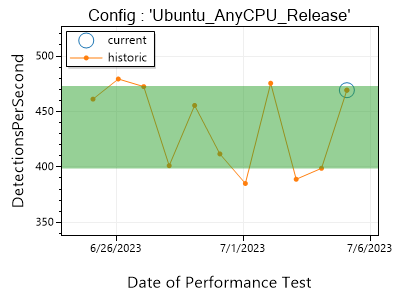 Config : 'Ubuntu_AnyCPU_Release'
current
historic
DetectionsPerSecond
500
450
400
350
6/26/2023
7/1/2023
7/6/2023
Date of Performance Test